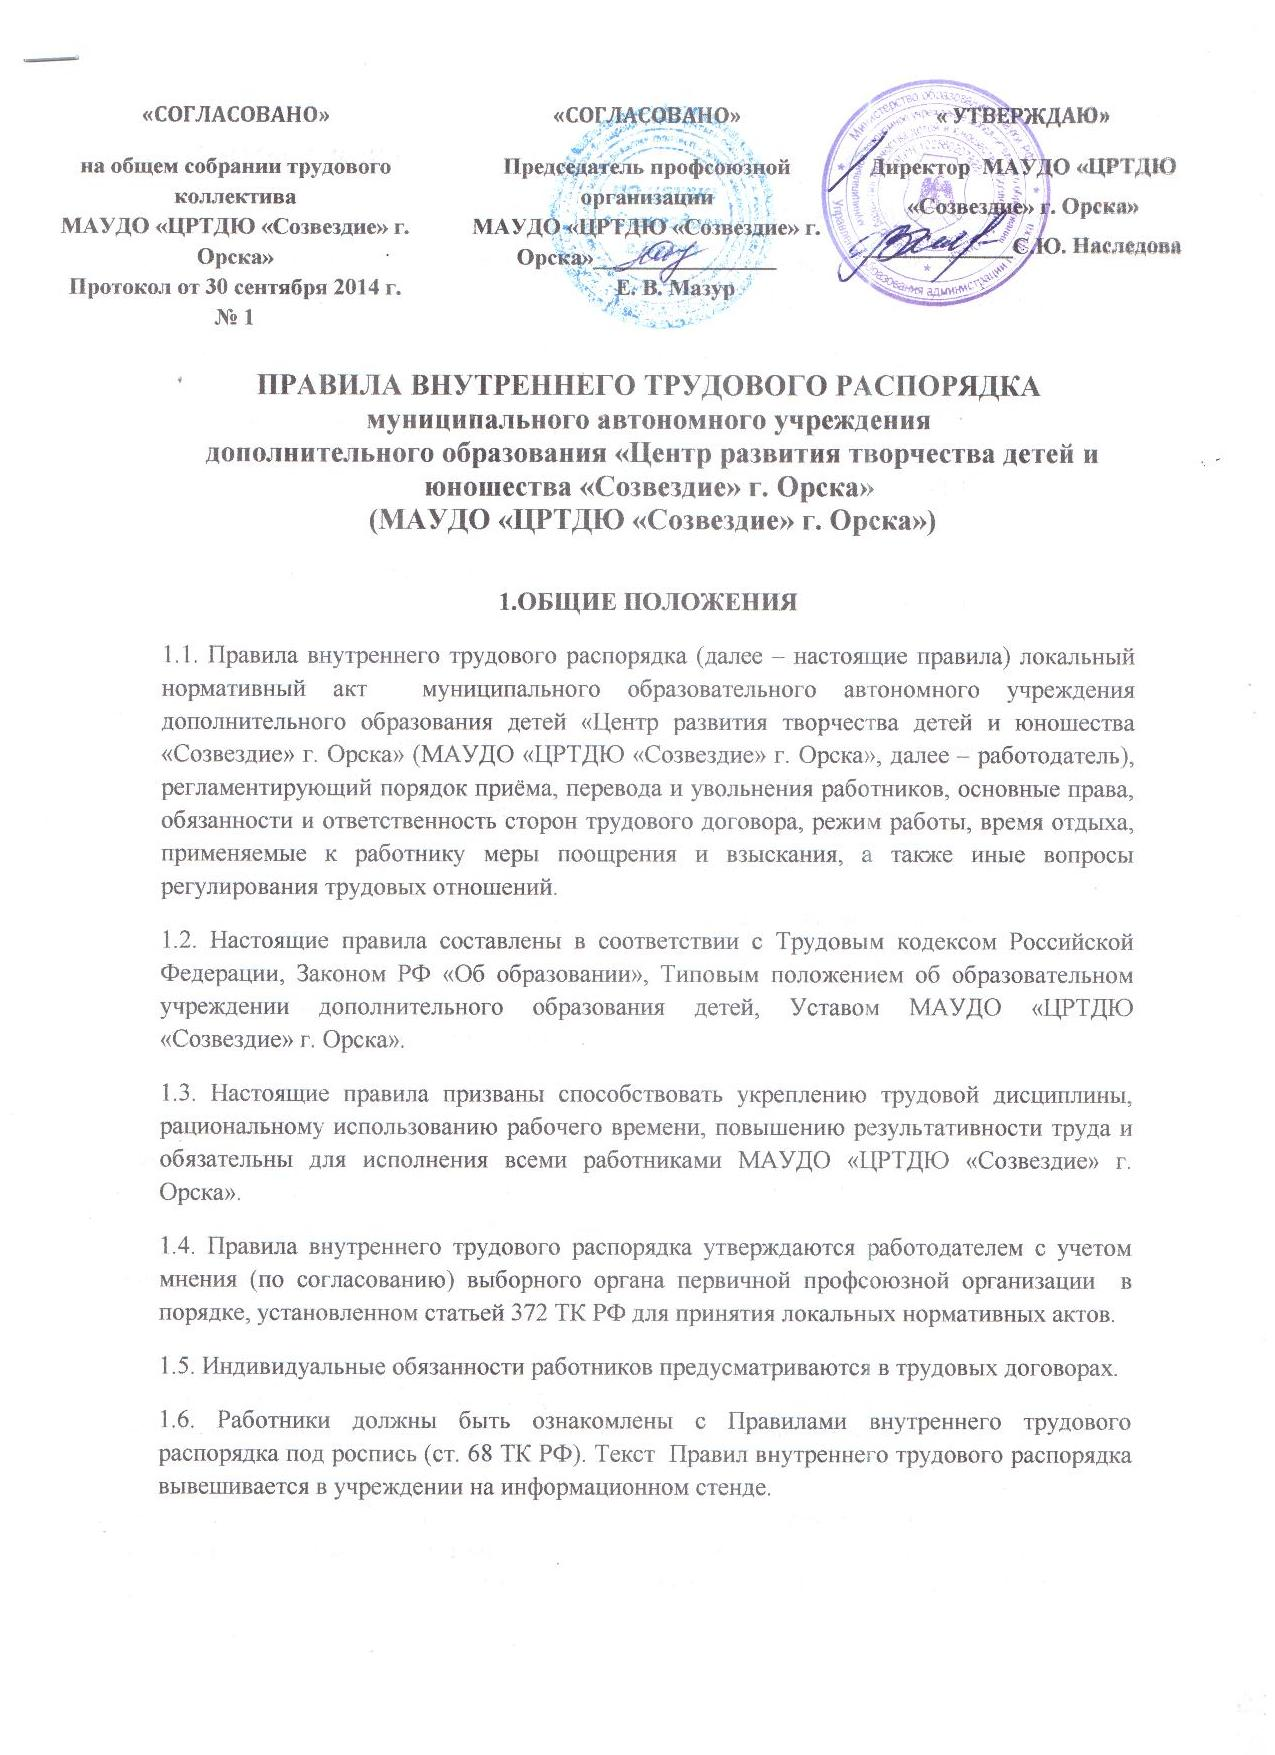 «СОГЛАСОВАНО»
на общем собрании трудового
коллектива
МАУДО «ЦРТДЮ «Созвездие» г.
Орска»
Протокол от 30 сентября 2014 г.
№ 1
«СОГЛАСОВАНО»
Председатель профсоюзной
организации
МАУДО «ЦРТДЮ «Созвездие» г.
Орска»_______________
Е. В. Мазур
« УТВЕРЖДАЮ»
Директор МАУДО «ЦРТДЮ
«Созвездие» г. Орска»
____________ С.Ю. Наследова
ПРАВИЛА ВНУТРЕННЕГО ТРУДОВОГО РАСПОРЯДКА
муниципального автономного учреждения
дополнительного образования «Центр развития творчества детей и
юношества «Созвездие» г. Орска»
(МАУДО «ЦРТДЮ «Созвездие» г. Орска»)
1.ОБЩИЕ ПОЛОЖЕНИЯ
1.1. Правила внутреннего трудового распорядка (далее – настоящие правила) локальный
нормативный акт муниципального образовательного автономного учреждения
дополнительного образования детей «Центр развития творчества детей и юношества
«Созвездие» г. Орска» (МАУДО «ЦРТДЮ «Созвездие» г. Орска», далее – работодатель),
регламентирующий порядок приёма, перевода и увольнения работников, основные права,
обязанности и ответственность сторон трудового договора, режим работы, время отдыха,
применяемые к работнику меры поощрения и взыскания, а также иные вопросы
регулирования трудовых отношений.
1.2. Настоящие правила составлены в соответствии с Трудовым кодексом Российской
Федерации, Законом РФ «Об образовании», Типовым положением об образовательном
учреждении дополнительного образования детей, Уставом МАУДО «ЦРТДЮ
«Созвездие» г. Орска».
1.3. Настоящие правила призваны способствовать укреплению трудовой дисциплины,
рациональному использованию рабочего времени, повышению результативности труда и
обязательны для исполнения всеми работниками МАУДО «ЦРТДЮ «Созвездие» г.
Орска».
1.4. Правила внутреннего трудового распорядка утверждаются работодателем с учетом
мнения (по согласованию) выборного органа первичной профсоюзной организации в
порядке, установленном статьей 372 ТК РФ для принятия локальных нормативных актов.
1.5. Индивидуальные обязанности работников предусматриваются в трудовых договорах.
1.6. Работники должны быть ознакомлены с Правилами внутреннего трудового
распорядка под роспись (ст. 68 ТК РФ). Текст Правил внутреннего трудового распорядка
вывешивается в учреждении на информационном стенде.